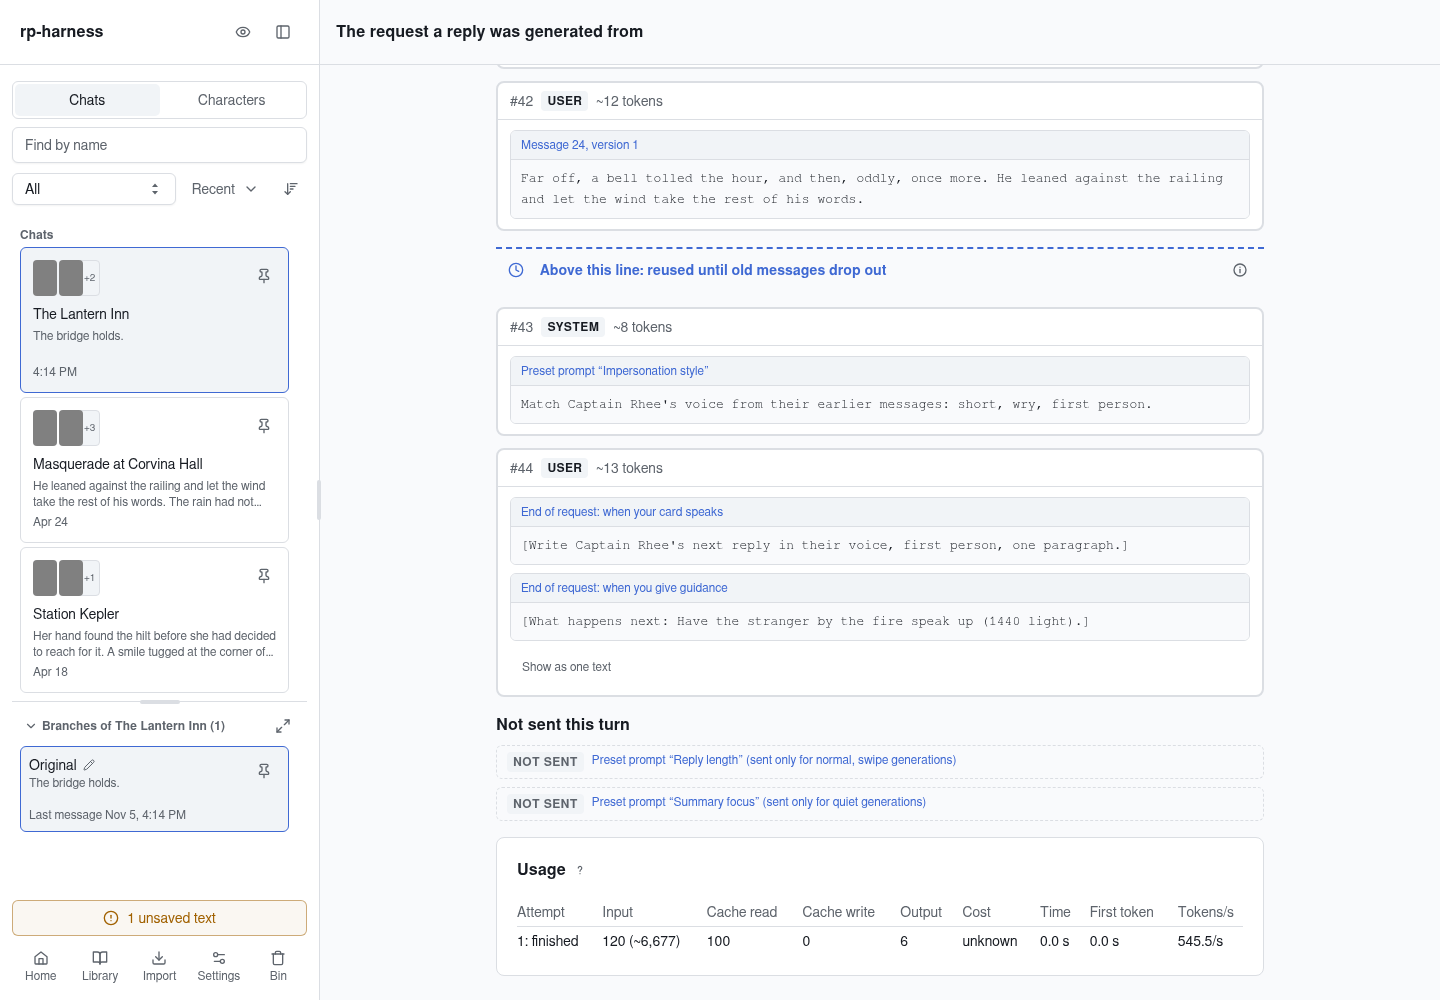 rp-harness
The request a reply was generated from
Chats
Characters
Find by name
All
Recent
Chats
+2
The Lantern Inn
The bridge holds.
4:14 PM
+3
Masquerade at Corvina Hall
He leaned against the railing and let the wind
take the rest of his words. The rain had not…
Apr 24
+1
Station Kepler
Her hand found the hilt before she had decided
to reach for it. A smile tugged at the corner of…
Apr 18
Branches of The Lantern Inn (1)
Original
The bridge holds.
Last message Nov 5, 4:14 PM
1 unsaved text
Home
Library
Import
Settings
Bin
#42 USER ~12 tokens
Message 24, version 1
Far off, a bell tolled the hour, and then, oddly, once more. He leaned against the railing
and let the wind take the rest of his words.
Above this line: reused until old messages drop out
#43 SYSTEM ~8 tokens
Preset prompt “Impersonation style”
Match Captain Rhee's voice from their earlier messages: short, wry, first person.
#44 USER ~13 tokens
End of request: when your card speaks
[Write Captain Rhee's next reply in their voice, first person, one paragraph.]
End of request: when you give guidance
[What happens next: Have the stranger by the fire speak up (1440 light).]
Show as one text
Not sent this turn
NOT SENT Preset prompt “Reply length” (sent only for normal, swipe generations)
NOT SENT Preset prompt “Summary focus” (sent only for quiet generations)
Usage ?
Attempt Input Cache read Cache write Output Cost Time First token Tokens/s
1: finished 120 (~6,677) 100 0 6 unknown 0.0 s 0.0 s 545.5/s